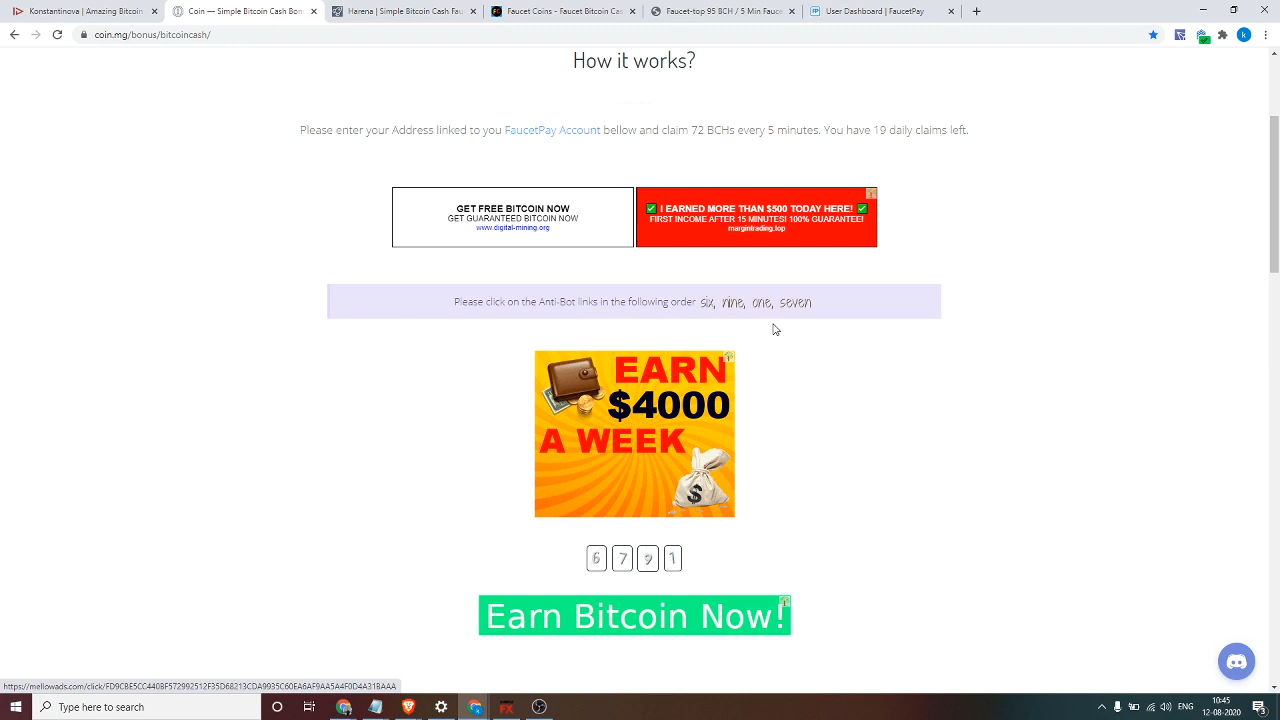 Konstantinova | Amazing Bitcoin
Coin — Simple Bitcoin Cash Bon
Harena | Simple Bitcoin Cash Fau
Faucet Coins - Faucet Bitcoin Ca
Faucet-top 95 BCH / 5 Min Fauce
User Dashboard | FaucetPay
coin.mg/bonus/bitcoincash/
k
How it works?
Please enter your Address linked to you FaucetPay Account bellow and claim 72 BCHs every 5 minutes. You have 19 daily claims left.
GET FREE BITCOIN NOW
GET GUARANTEED BITCOIN NOW
www.digital-mining.org
I EARNED MORE THAN $500 TODAY HERE!
FIRST INCOME AFTER 15 MINUTES! 100% GUARANTEE!
margintrading.top
Please click on the Anti-Bot links in the following order six, nine, one, seven
EARN
$4000
A WEEK
$
6 7 9 1
Earn Bitcoin Now!
Type here to search
ENG
10:45
12-08-2020